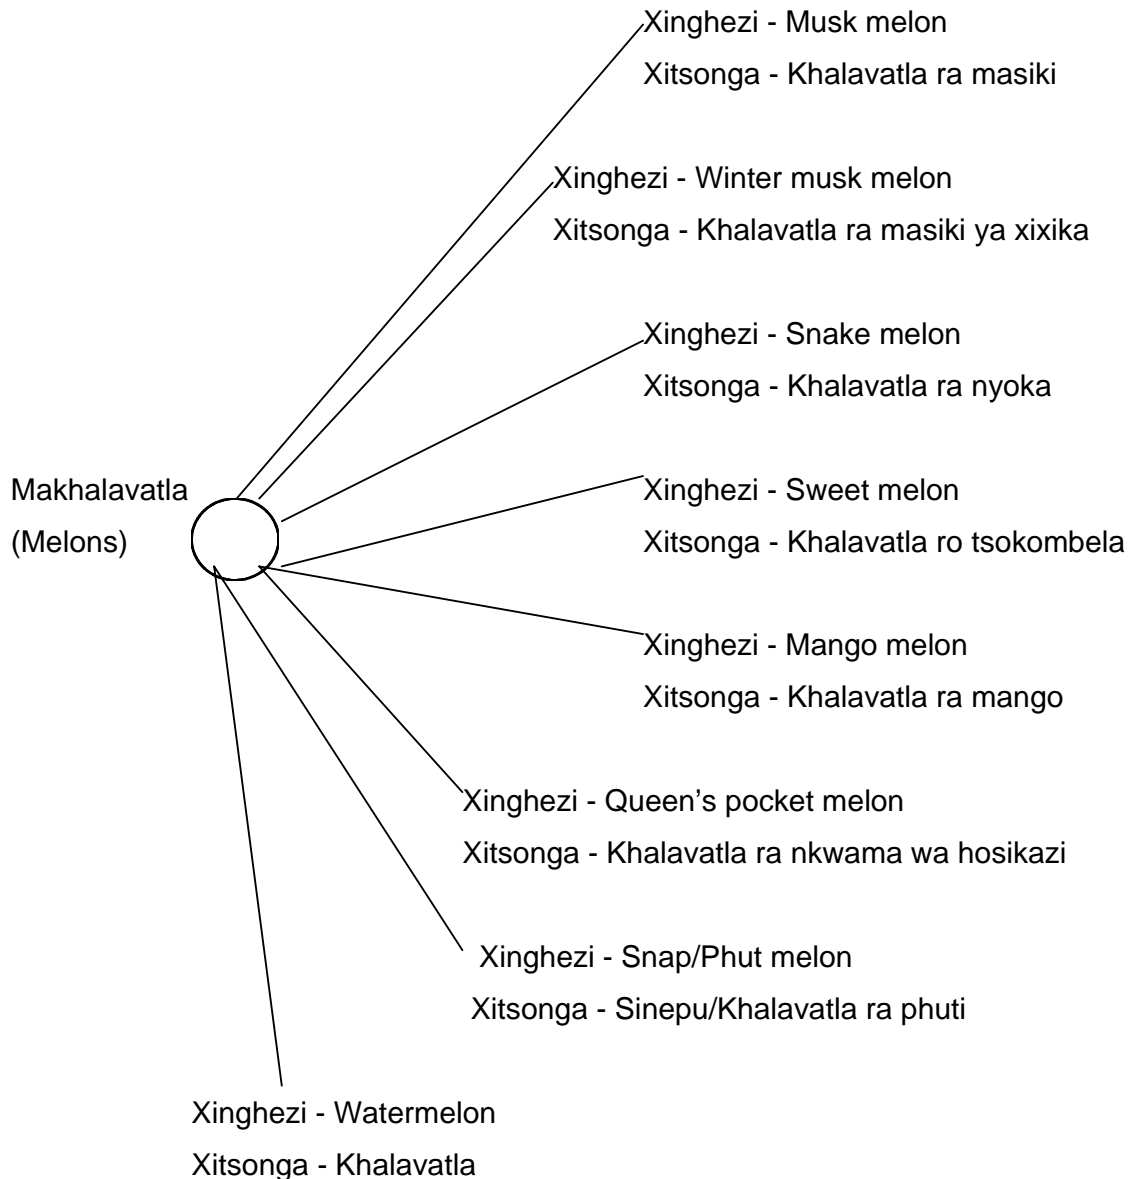 Xinghezi - Musk melon
Xitsonga - Khalavatla ra masiki
Xinghezi - Winter musk melon
Xitsonga - Khalavatla ra masiki ya xixika
Xinghezi - Snake melon
Xitsonga - Khalavatla ra nyoka
Makhalavatla
(Melons)
Xinghezi - Sweet melon
Xitsonga - Khalavatla ro tsokombela
Xinghezi - Mango melon
Xitsonga - Khalavatla ra mango
Xinghezi - Queen’s pocket melon
Xitsonga - Khalavatla ra nkwama wa hosikazi
Xinghezi - Snap/Phut melon
Xitsonga - Sinepu/Khalavatla ra phuti
Xinghezi - Watermelon
Xitsonga - Khalavatla